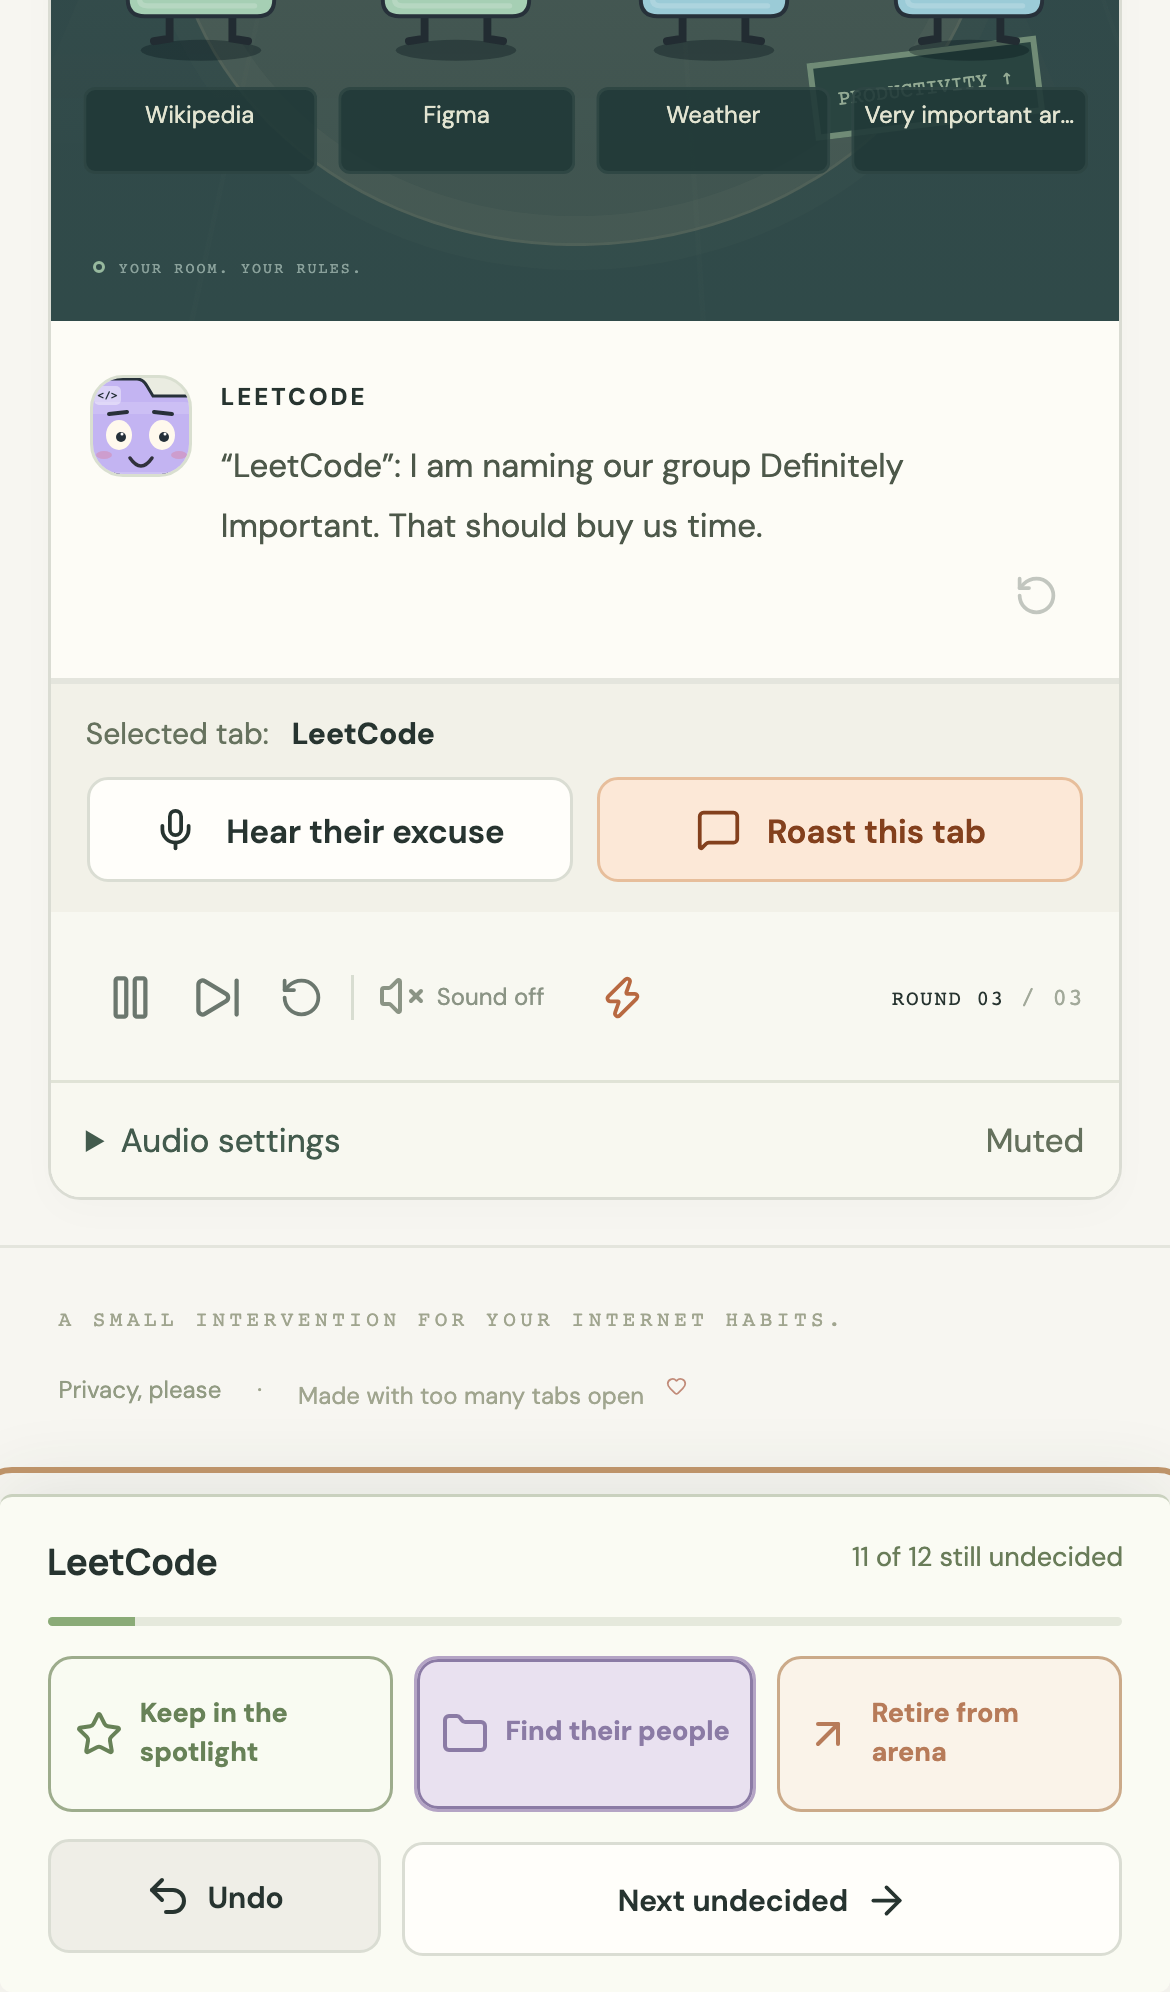 PRODUCTIVITY ↑
Wikipedia
Figma
Weather
Very important ar...
YOUR ROOM. YOUR RULES.
</>
LEETCODE
“LeetCode”: I am naming our group Definitely
Important. That should buy us time.
Selected tab: LeetCode
Hear their excuse
Roast this tab
Sound off
ROUND 03 / 03
Audio settings
Muted
A SMALL INTERVENTION FOR YOUR INTERNET HABITS.
Privacy, please · Made with too many tabs open
LeetCode
11 of 12 still undecided
Keep in the
spotlight
Find their people
Retire from
arena
Undo
Next undecided